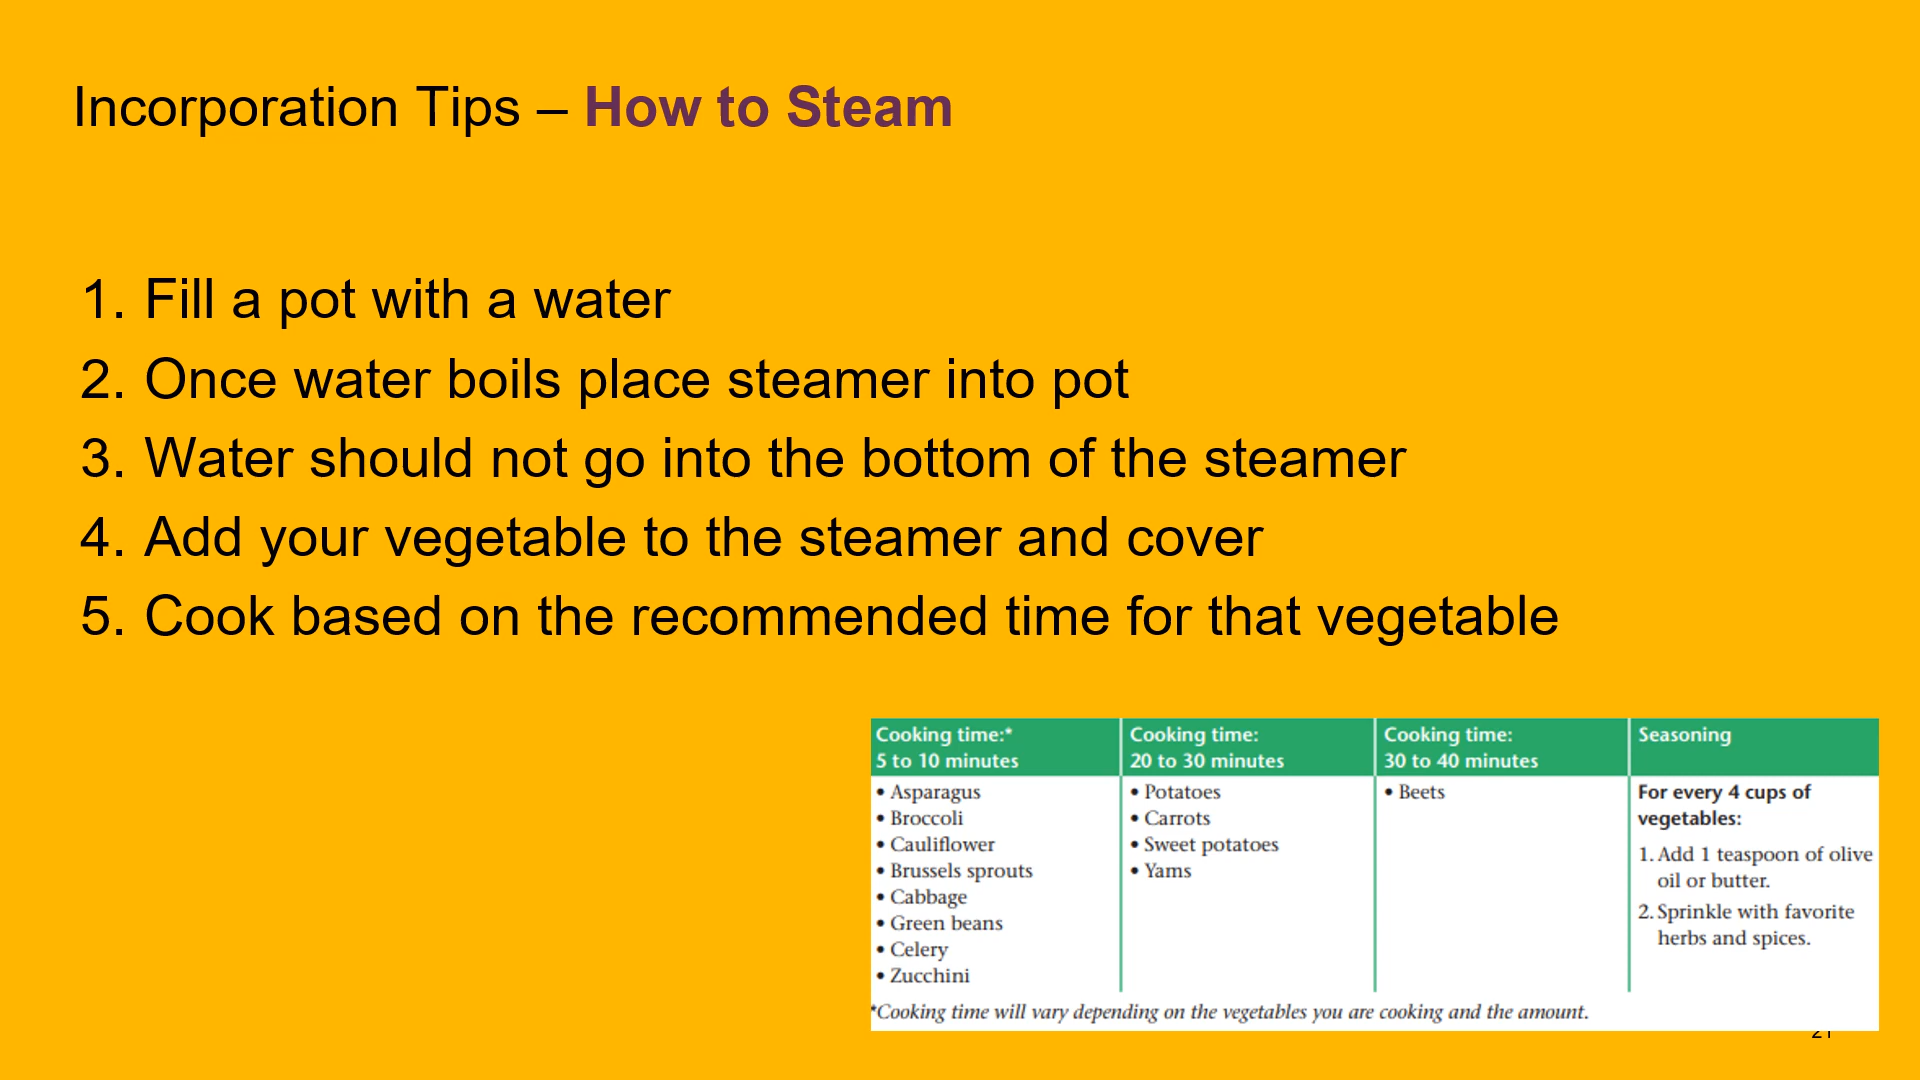 Incorporation Tips – How to Steam
1. Fill a pot with a water
2. Once water boils place steamer into pot
3. Water should not go into the bottom of the steamer
4. Add your vegetable to the steamer and cover
5. Cook based on the recommended time for that vegetable
Cooking time:*
5 to 10 minutes
• Asparagus
• Broccoli
• Cauliflower
• Brussels sprouts
• Cabbage
• Green beans
• Celery
• Zucchini
Cooking time:
20 to 30 minutes
• Potatoes
• Carrots
• Sweet potatoes
• Yams
Cooking time:
30 to 40 minutes
• Beets
Seasoning
For every 4 cups of
vegetables:
1. Add 1 teaspoon of olive
oil or butter.
2. Sprinkle with favorite
herbs and spices.
*Cooking time will vary depending on the vegetables you are cooking and the amount.
21